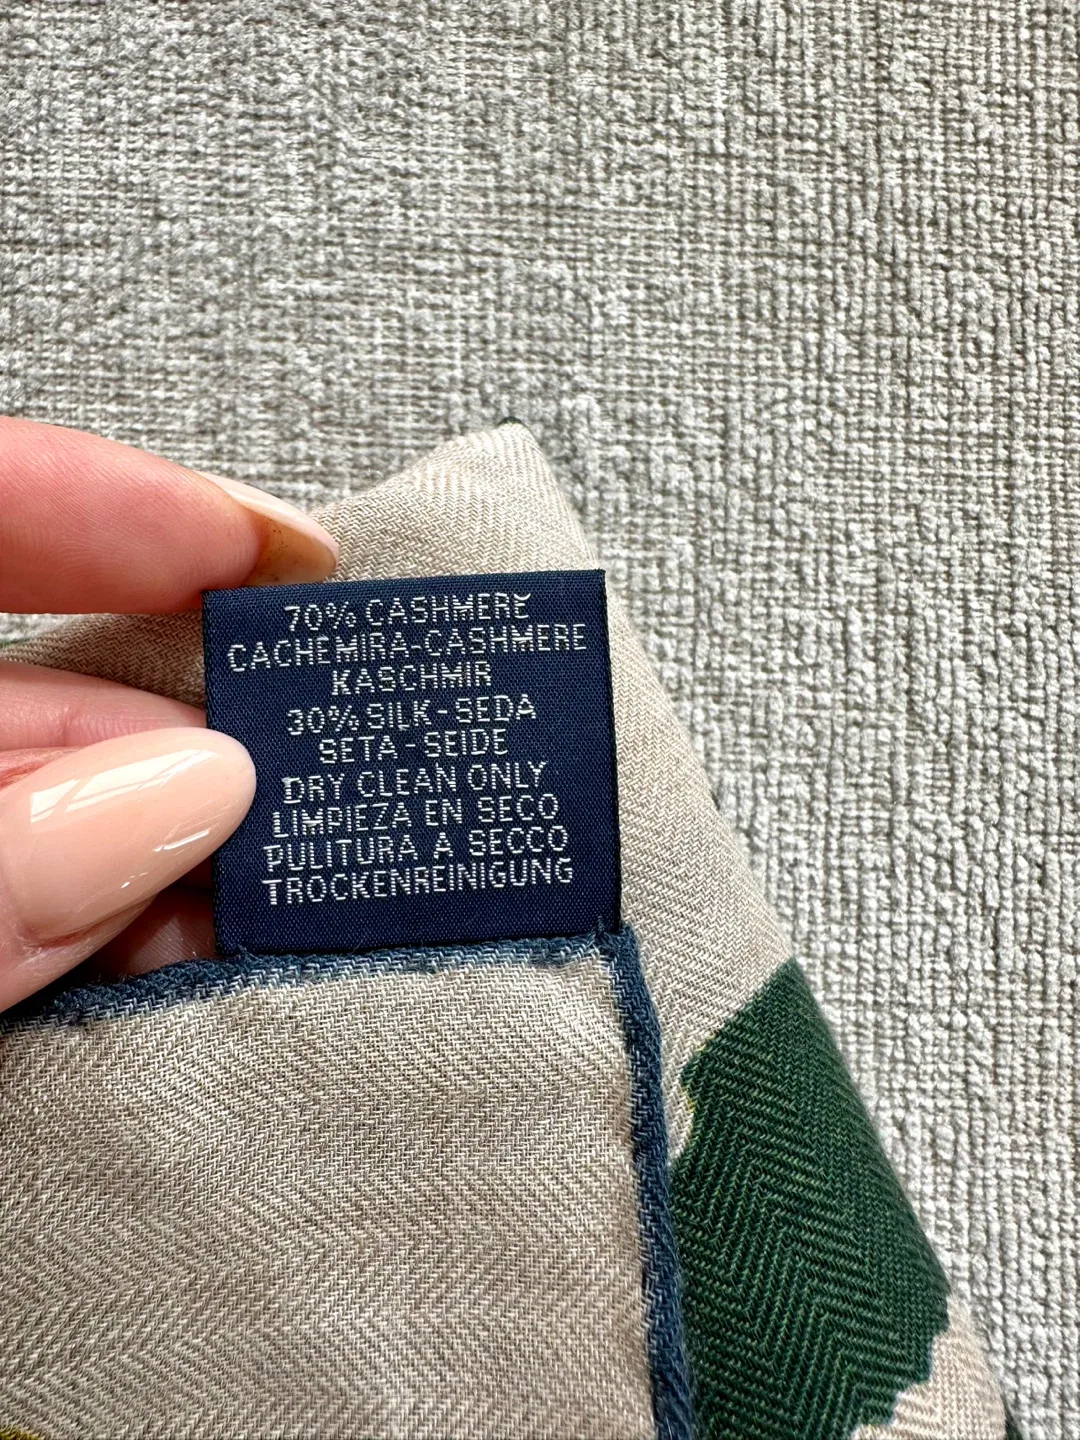 70% CASHMERE
CACHEMIRA-CASHMERE
KASCHMIR
30% SILK-SEDA
SETA-SEIDE
DRY CLEAN ONLY
LIMPIEZA EN SECO
PULITURA A SECCO
TROCKENREINIGUNG